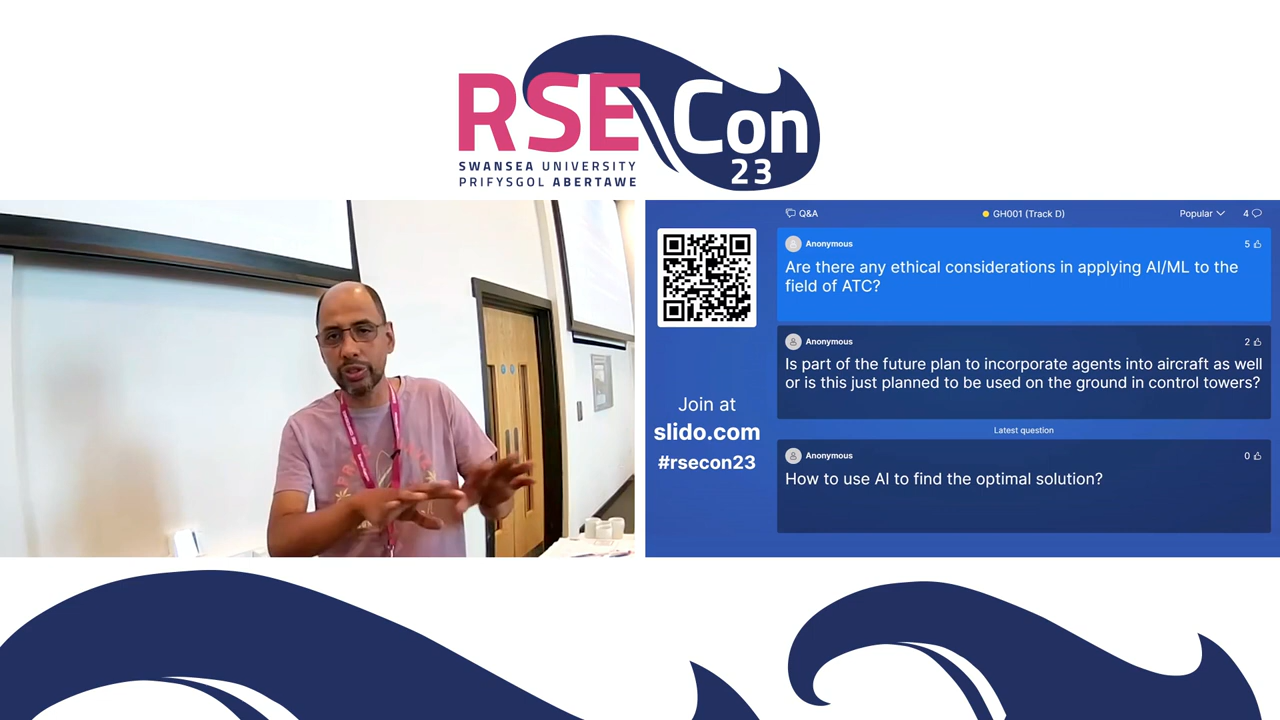 RSE Con
23
SWANSEA UNIVERSITY
PRIFYSGOL ABERTAWE
Q&A
GH001 (Track D)
Popular
4
Anonymous
5
Are there any ethical considerations in applying AI/ML to the
field of ATC?
Anonymous
2
Is part of the future plan to incorporate agents into aircraft as well
or is this just planned to be used on the ground in control towers?
Latest question
Anonymous
0
How to use AI to find the optimal solution?
Join at
slido.com
#rsecon23